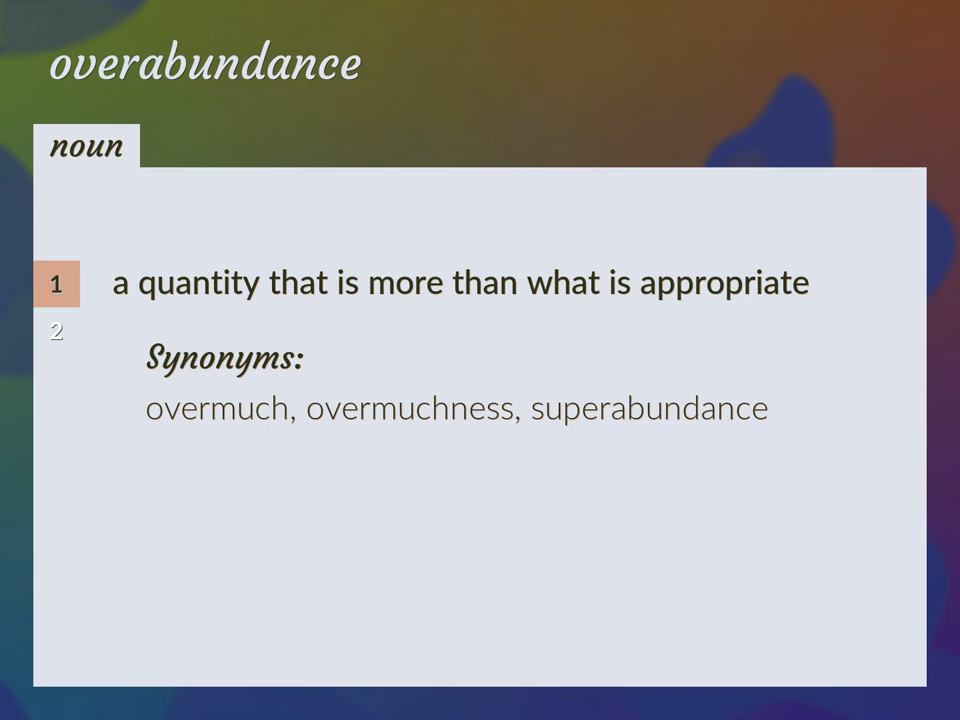 overabundance
noun
1 a quantity that is more than what is appropriate
2
Synonyms:
overmuch, overmuchness, superabundance